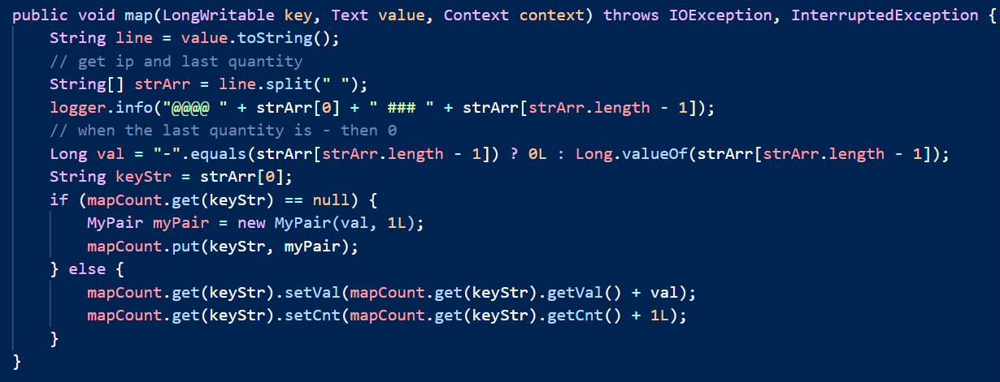 public void map(LongWritable key, Text value, Context context) throws IOException, InterruptedException {
    String line = value.toString();
    // get ip and last quantity
    String[] strArr = line.split(" ");
    logger.info("@@@@ " + strArr[0] + " ### " + strArr[strArr.length - 1]);
    // when the last quantity is - then 0
    Long val = "-".equals(strArr[strArr.length - 1]) ? 0L : Long.valueOf(strArr[strArr.length - 1]);
    String keyStr = strArr[0];
    if (mapCount.get(keyStr) == null) {
        MyPair myPair = new MyPair(val, 1L);
        mapCount.put(keyStr, myPair);
    } else {
        mapCount.get(keyStr).setVal(mapCount.get(keyStr).getVal() + val);
        mapCount.get(keyStr).setCnt(mapCount.get(keyStr).getCnt() + 1L);
    }
}